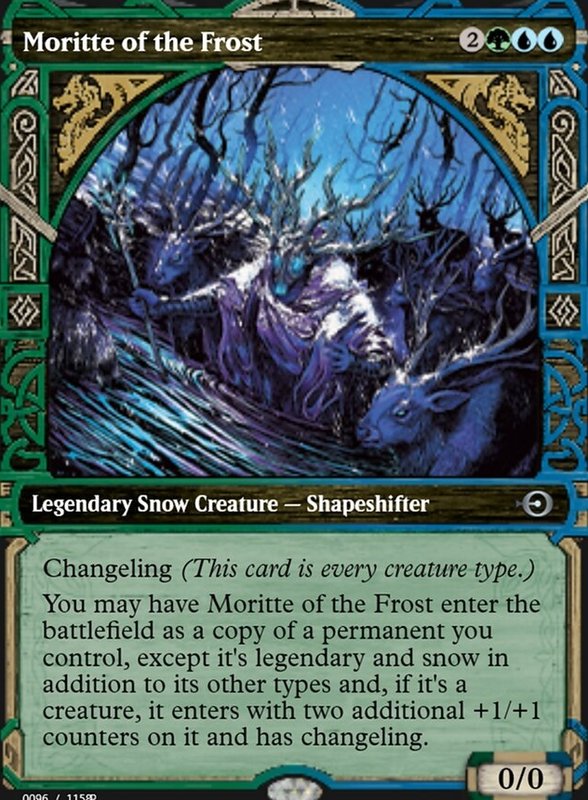 Moritte of the Frost 2
Legendary Snow Creature — Shapeshifter
Changeling (This card is every creature type.)
You may have Moritte of the Frost enter the
battlefield as a copy of a permanent you
control, except it's legendary and snow in
addition to its other types and, if it's a
creature, it enters with two additional +1/+1
counters on it and has changeling.
0/0
0096 / 1158P